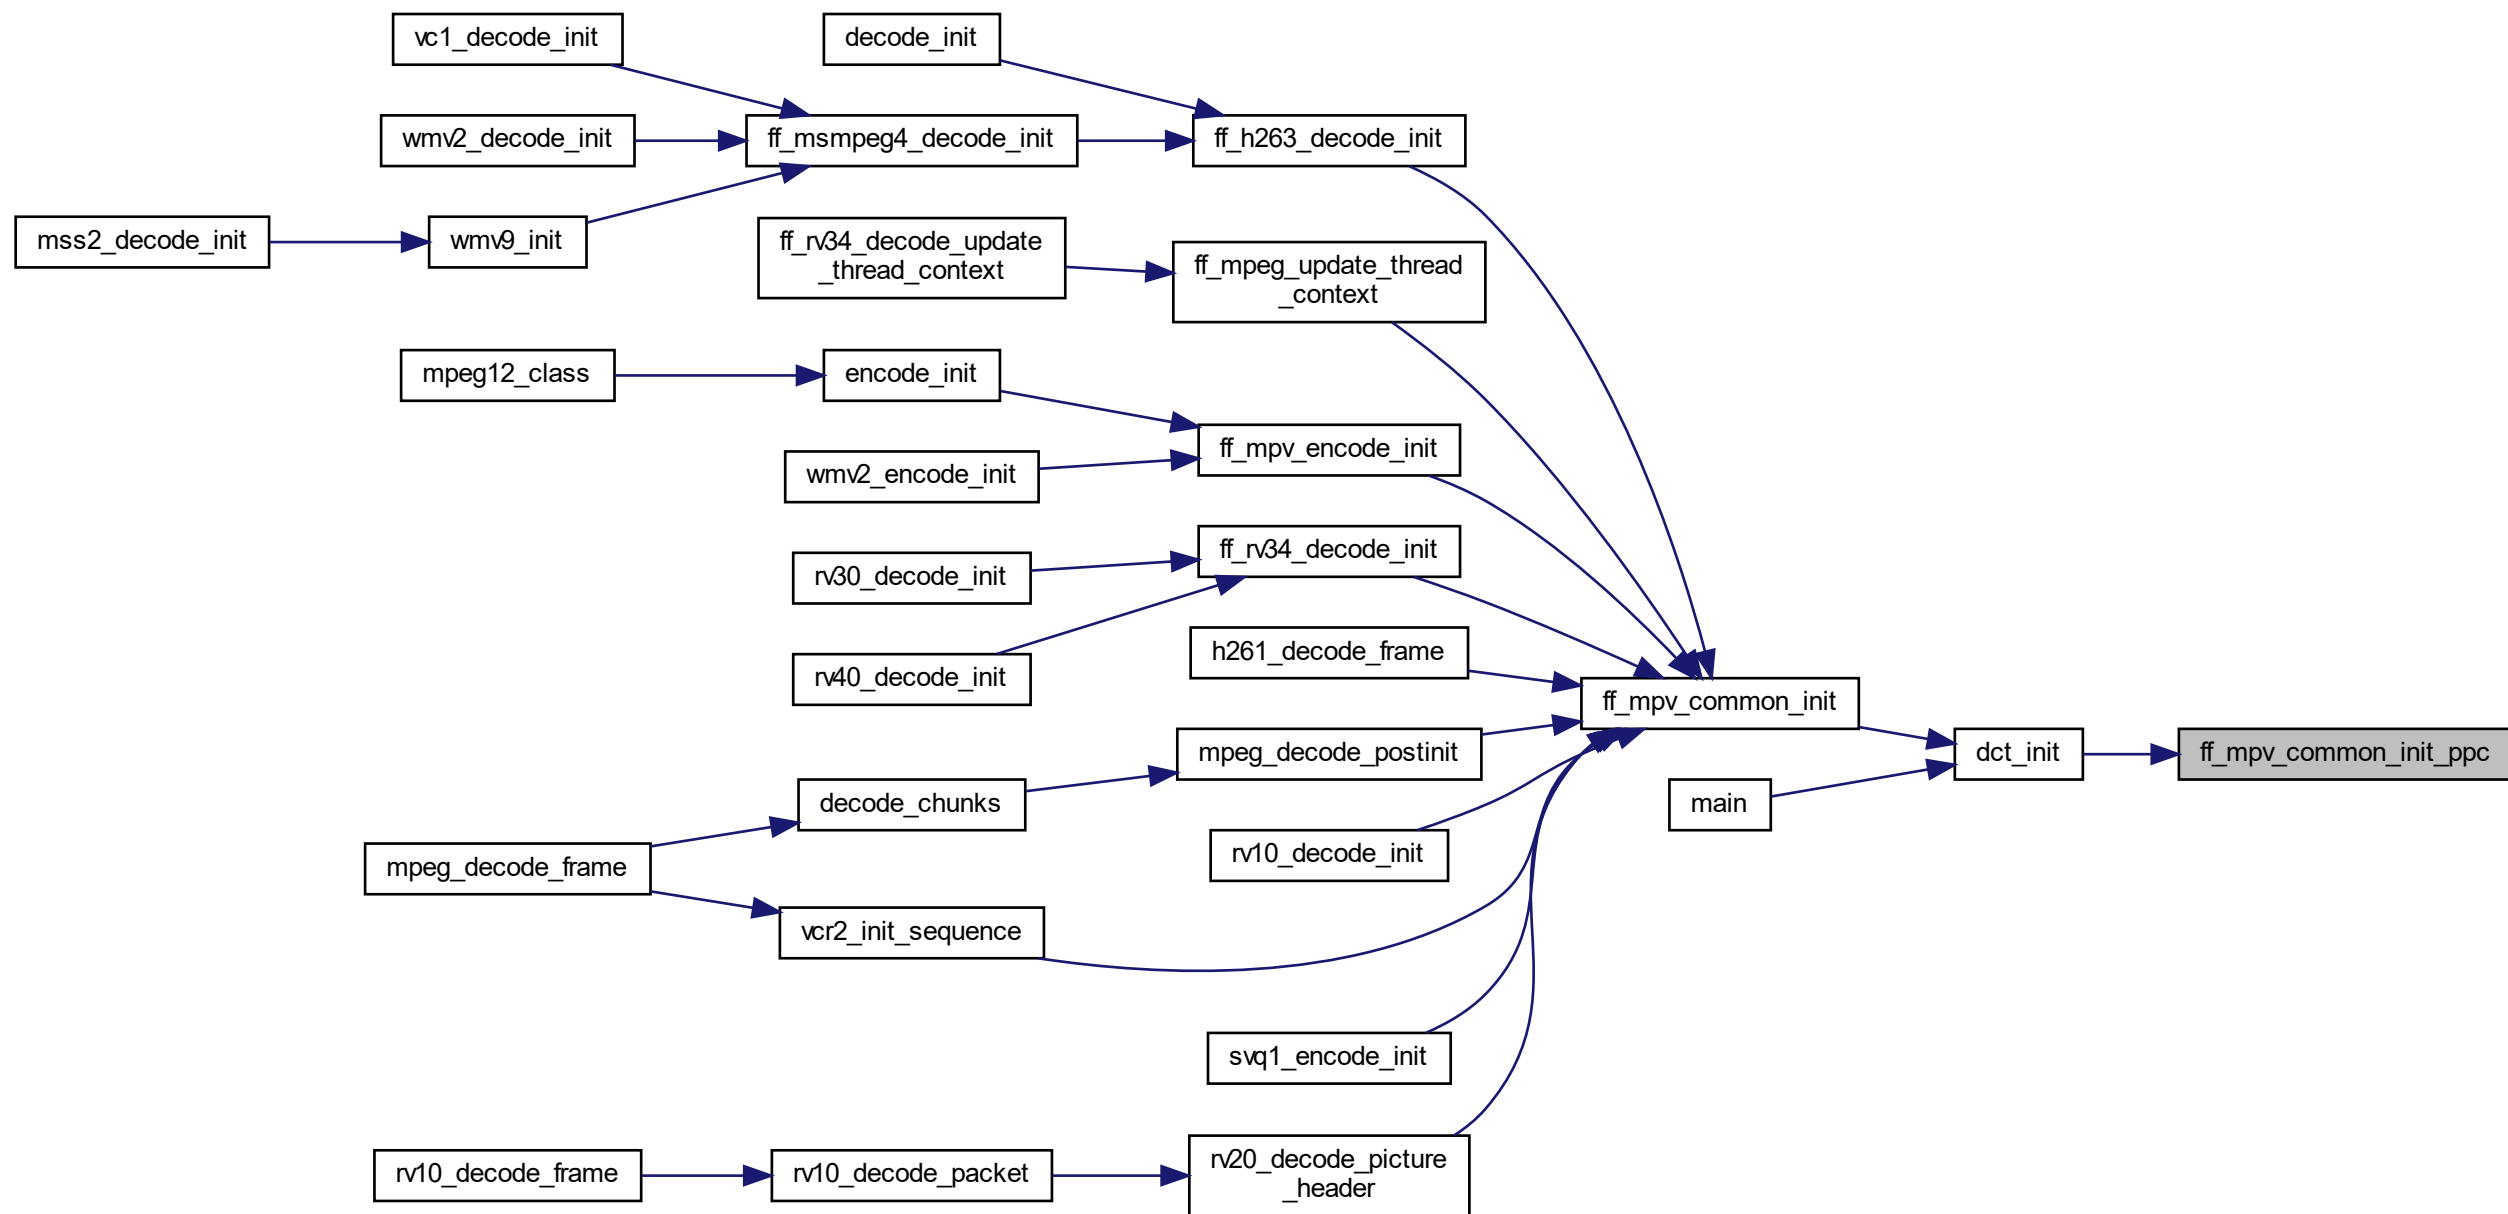 vc1_decode_init
decode_init
wmv2_decode_init
ff_msmpeg4_decode_init
ff_h263_decode_init
mss2_decode_init
wmv9_init
ff_rv34_decode_update
_thread_context
ff_mpeg_update_thread
_context
mpeg12_class
encode_init
ff_mpv_encode_init
wmv2_encode_init
ff_rv34_decode_init
rv30_decode_init
h261_decode_frame
rv40_decode_init
ff_mpv_common_init
mpeg_decode_postinit
dct_init
ff_mpv_common_init_ppc
decode_chunks
main
rv10_decode_init
mpeg_decode_frame
vcr2_init_sequence
svq1_encode_init
rv10_decode_frame
rv10_decode_packet
rv20_decode_picture
_header